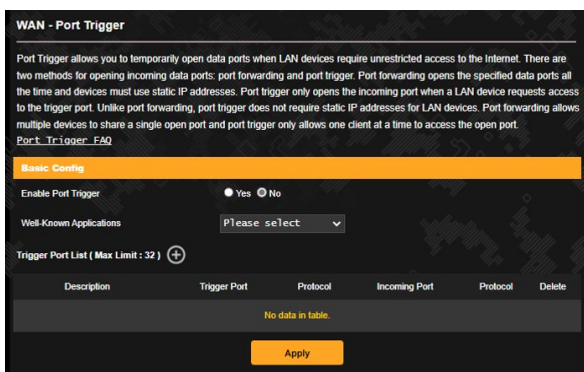 WAN - Port Trigger
Port Trigger allows you to temporarily open data ports when LAN devices require unrestricted access to the Internet. There are
two methods for opening incoming data ports: port forwarding and port trigger. Port forwarding opens the specified data ports all
the time and devices must use static IP addresses. Port trigger only opens the incoming port when a LAN device requests access
to the trigger port. Unlike port forwarding, port trigger does not require static IP addresses for LAN devices. Port forwarding allows
multiple devices to share a single open port and port trigger only allows one client at a time to access the open port.
Port Trigger FAQ
Basic Config
Enable Port Trigger Yes No
Well-Known Applications Please select
Trigger Port List ( Max Limit : 32 )
Description Trigger Port Protocol Incoming Port Protocol Delete
No data in table.
Apply